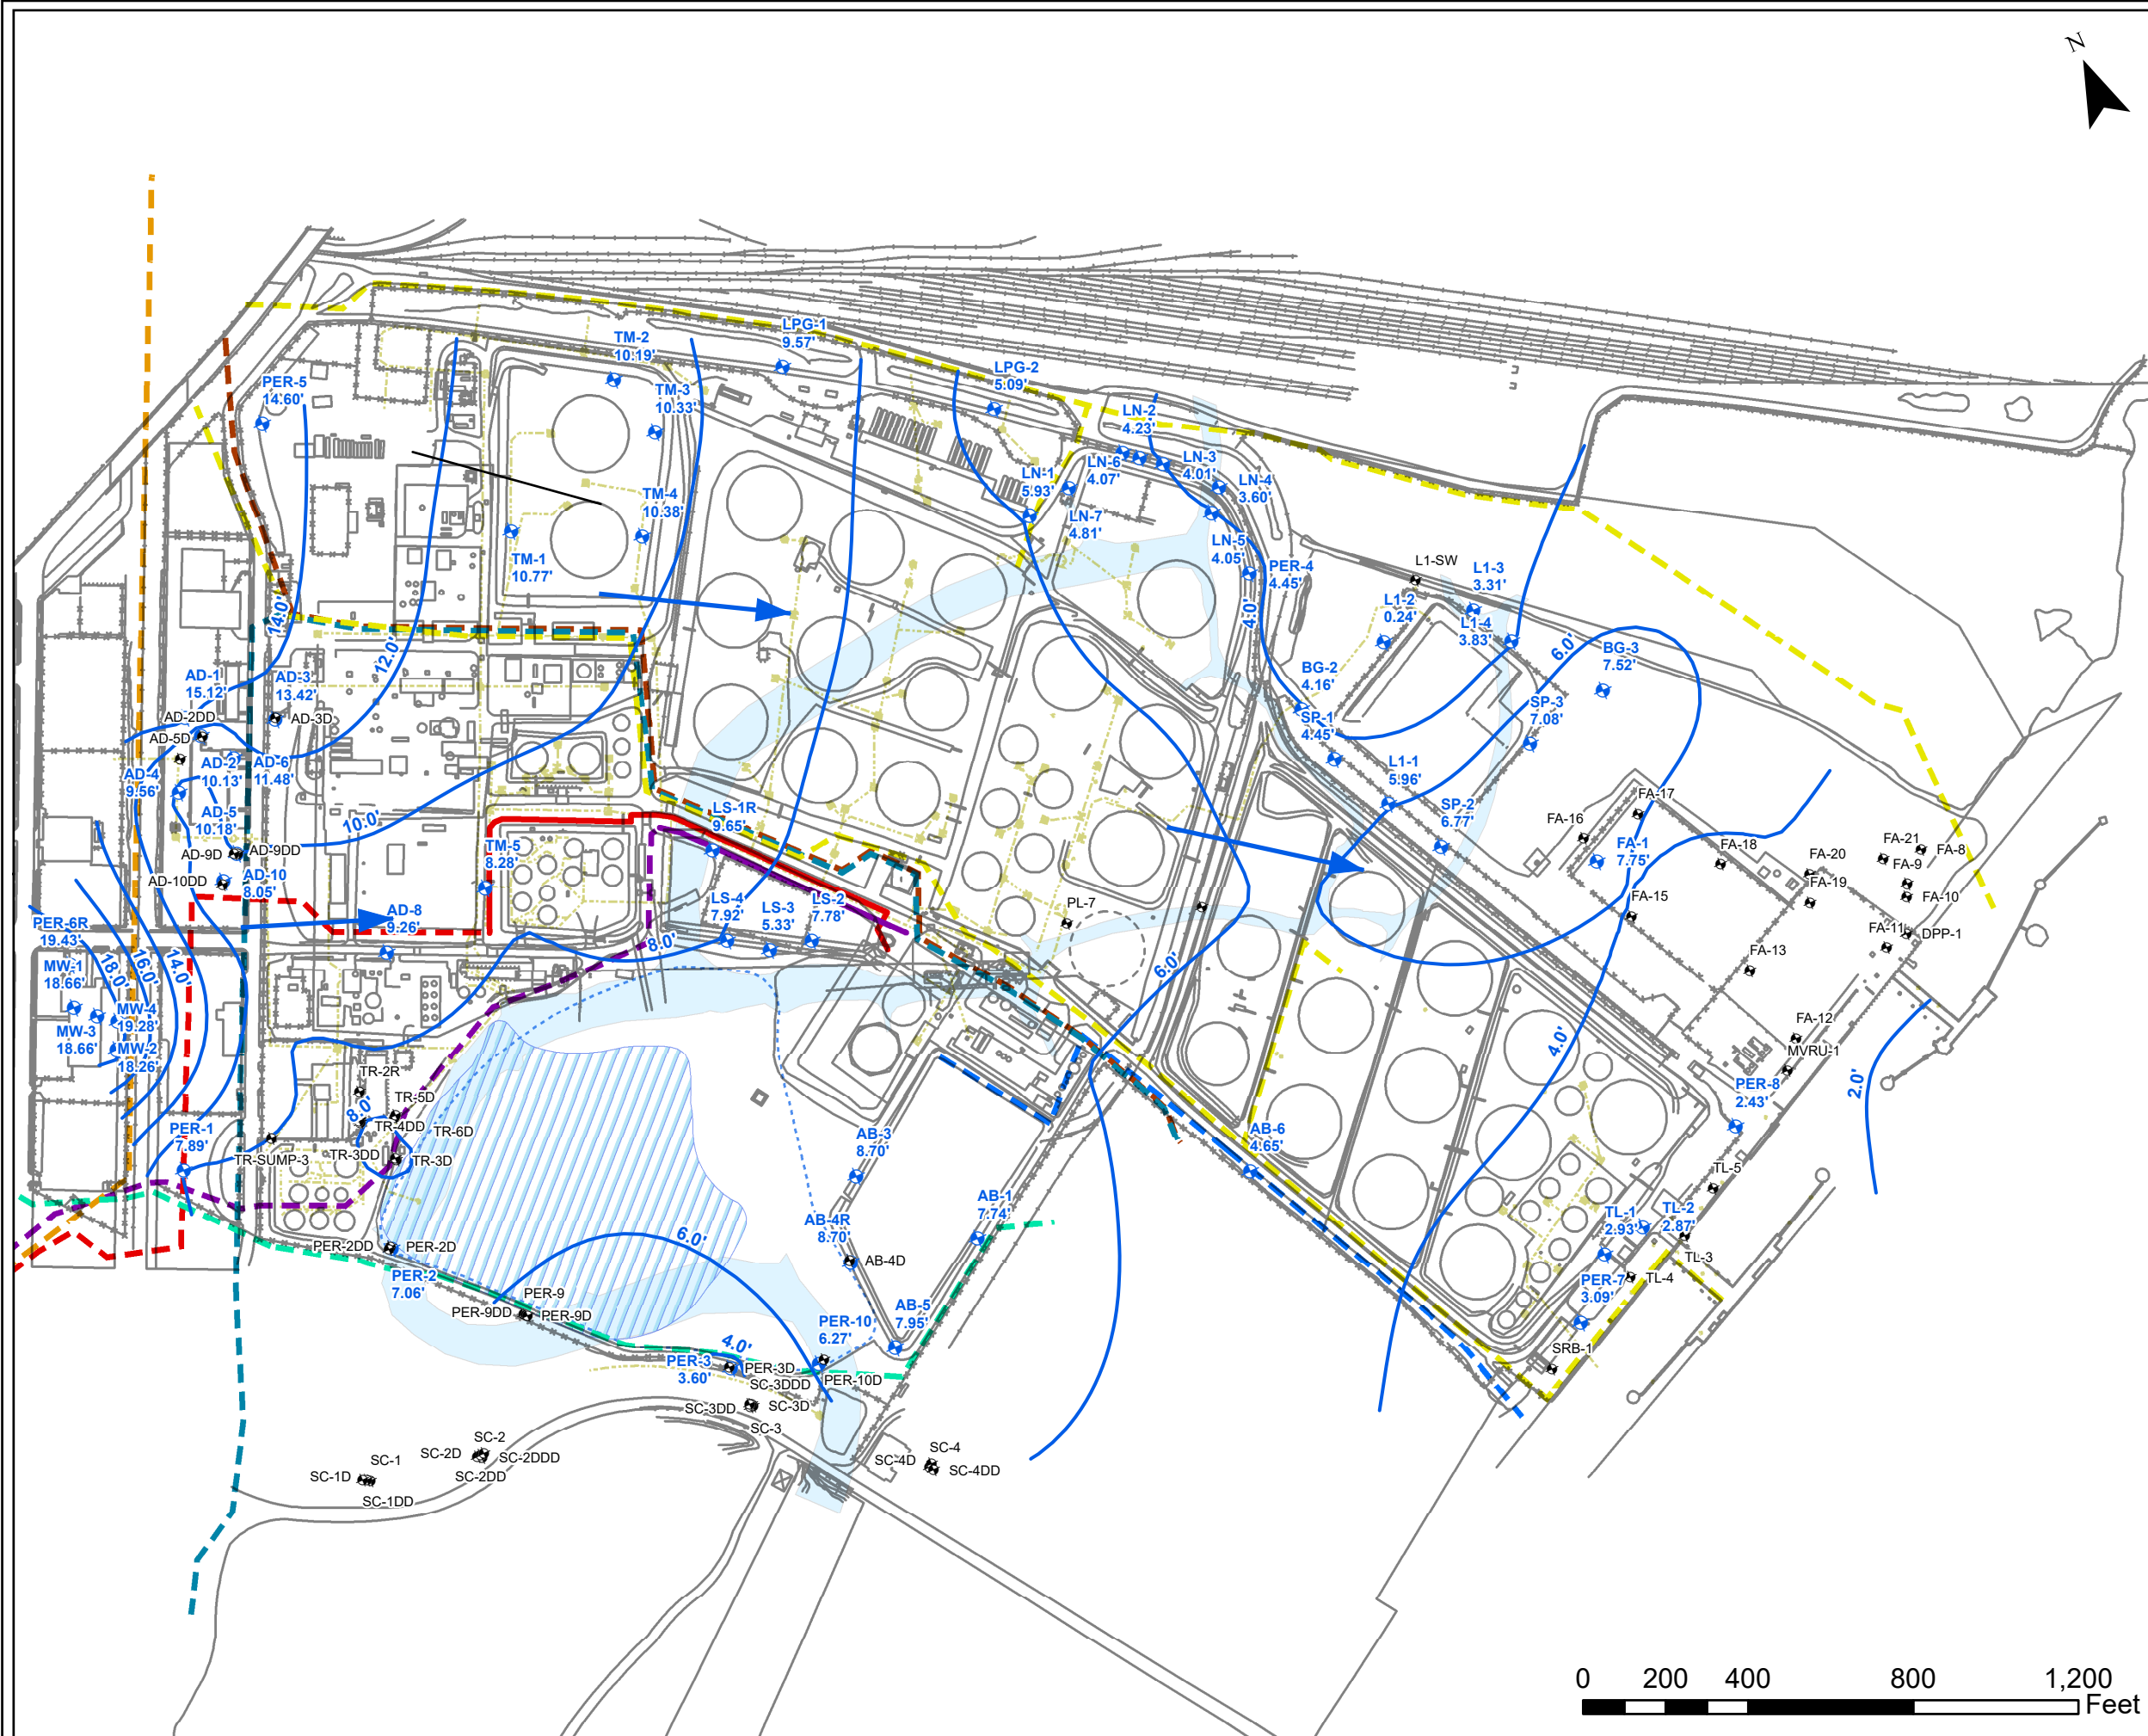 N
LPG-1
9.57'
TM-2
10.19'
LPG-2
5.09'
PER-5
14.60'
TM-3
10.33'
LN-2
4.23'
LN-1
5.93'
LN-6
4.07'
LN-3
4.01'
LN-4
3.60'
TM-4
10.38'
LN-7
4.81'
TM-1
10.77'
LN-5
4.05'
PER-4
4.45'
L1-SW
L1-3
3.31'
L1-2
0.24'
L1-4
3.83'
14.0'
12.0'
4.0'
6.0'
BG-3
7.52'
AD-1
15.12'
AD-3
13.42'
BG-2
4.16'
SP-3
7.08'
AD-2DD
AD-3D
SP-1
4.45'
AD-5D
AD-4
9.56'
AD-2
10.13'
AD-6
11.48'
L1-1
5.96'
AD-5
10.18'
10.0'
LS-1R
9.65'
SP-2
6.77'
FA-17
FA-16
FA-1
7.75'
FA-18
FA-21
FA-8
FA-20
FA-9
FA-19
FA-10
FA-15
AD-9D
AD-9DD
TM-5
8.28'
AD-10DD
AD-10
8.05'
AD-8
9.26'
LS-4
7.92'
LS-3
5.33'
LS-2
7.78'
PL-7
PER-6R
19.43'
8.0'
FA-11
DPP-1
FA-13
6.0'
MW-1
18.66'
18.0'
16.0'
14.0'
MW-4
19.28'
MW-3
18.66'
MW-2
18.26'
FA-12
MVRU-1
4.0'
2.0'
PER-8
2.43'
TR-2R
TR-5D
8.0'
TR-4DD
TR-6D
PER-1
7.89'
TR-SUMP-3
TR-3DD
TR-3D
AB-3
8.70'
AB-6
4.65'
TL-5
AB-1
7.74'
AB-4R
8.70'
TL-1
2.93'
TL-2
2.87'
6.0'
PER-2DD
PER-2D
AB-4D
TL-3
TL-4
PER-2
7.06'
PER-7
3.09'
PER-9
PER-9DD
PER-9D
AB-5
7.95'
PER-10
6.27'
4.0'
PER-3
3.60'
PER-3D
SRB-1
SC-3DDD
PER-10D
SC-3DD
SC-3D
SC-3
SC-2
SC-2D
SC-2DDD
SC-2DD
SC-1
SC-1D
SC-1DD
SC-4
SC-4D
SC-4DD
0 200 400 800 1,200
Feet